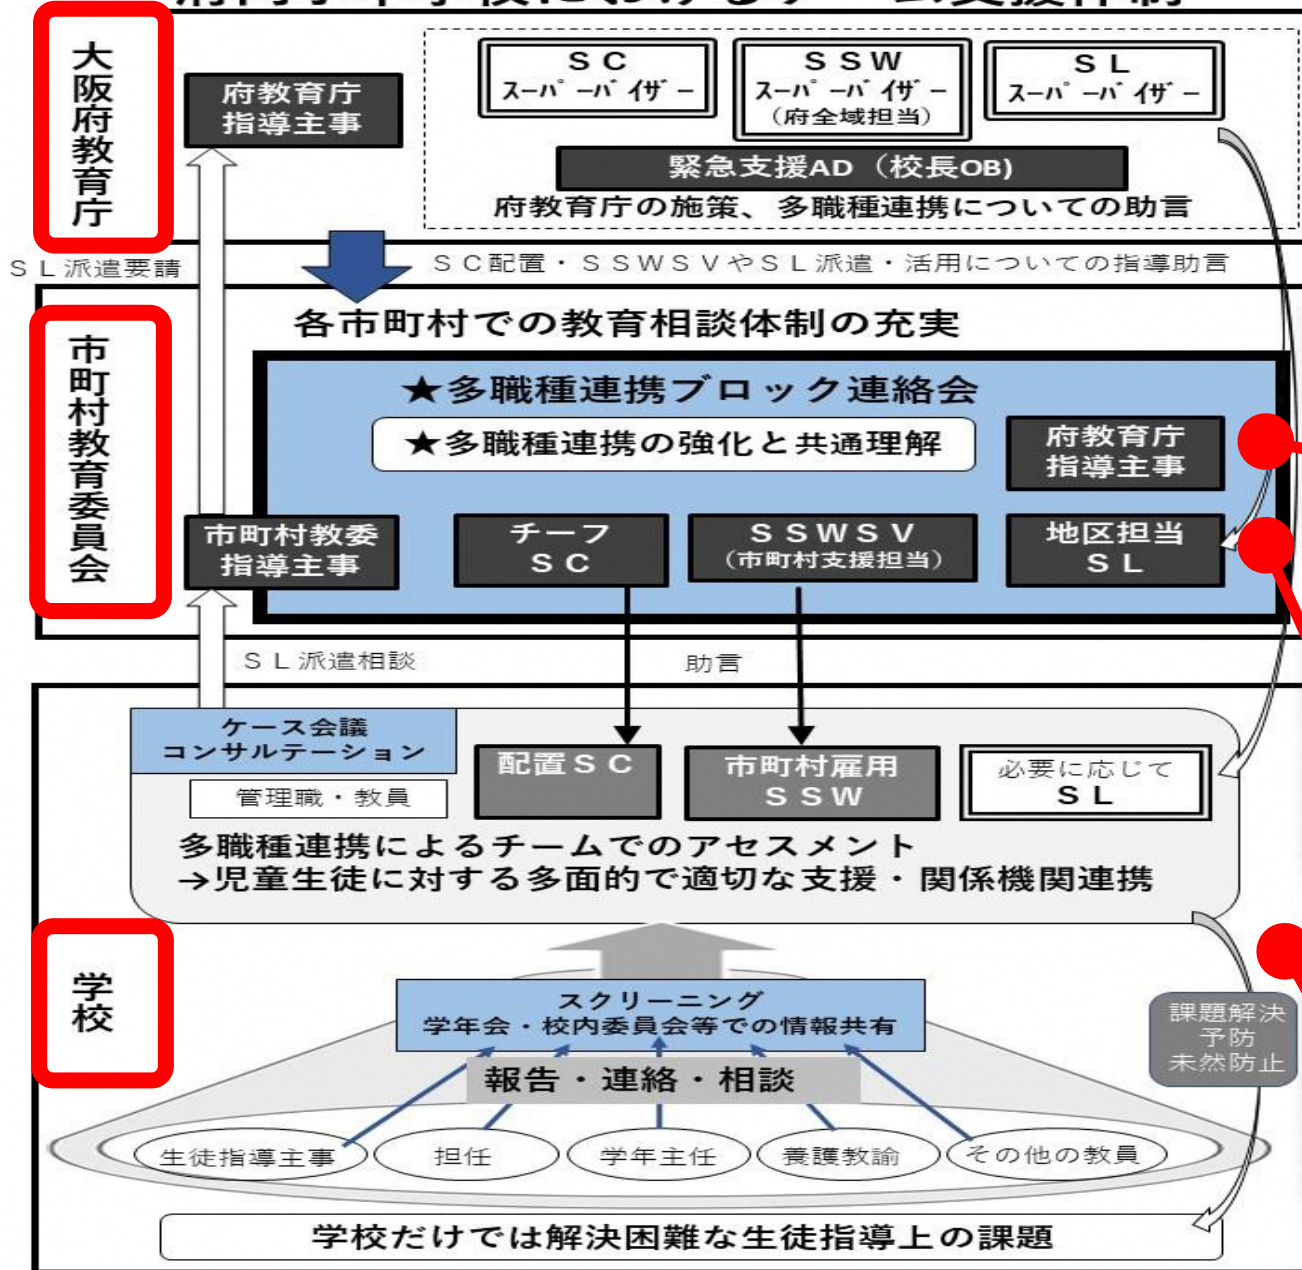 大阪府教育庁
府教育庁
指導主事
ＳＣ
スーパーバイザー
ＳＳＷ
スーパーバイザー
（府全域担当）
ＳＬ
スーパーバイザー
緊急支援AD（校長OB)
府教育庁の施策、多職種連携についての助言
ＳＬ派遣要請
ＳＣ配置・ＳＳＷＳＶやＳＬ派遣・活用についての指導助言
市町村教育委員会
各市町村での教育相談体制の充実
★多職種連携ブロック連絡会
★多職種連携の強化と共通理解
府教育庁
指導主事
市町村教委
指導主事
チーフ
ＳＣ
ＳＳＷＳＶ
（市町村支援担当）
地区担当
ＳＬ
ＳＬ派遣相談
助言
ケース会議
コンサルテーション
管理職・教員
配置ＳＣ
市町村雇用
ＳＳＷ
必要に応じて
ＳＬ
多職種連携によるチームでのアセスメント
→児童生徒に対する多面的で適切な支援・関係機関連携
学校
スクリーニング
学年会・校内委員会等での情報共有
報告・連絡・相談
課題解決
予防
未然防止
生徒指導主事
担任
学年主任
養護教諭
その他の教員
学校だけでは解決困難な生徒指導上の課題